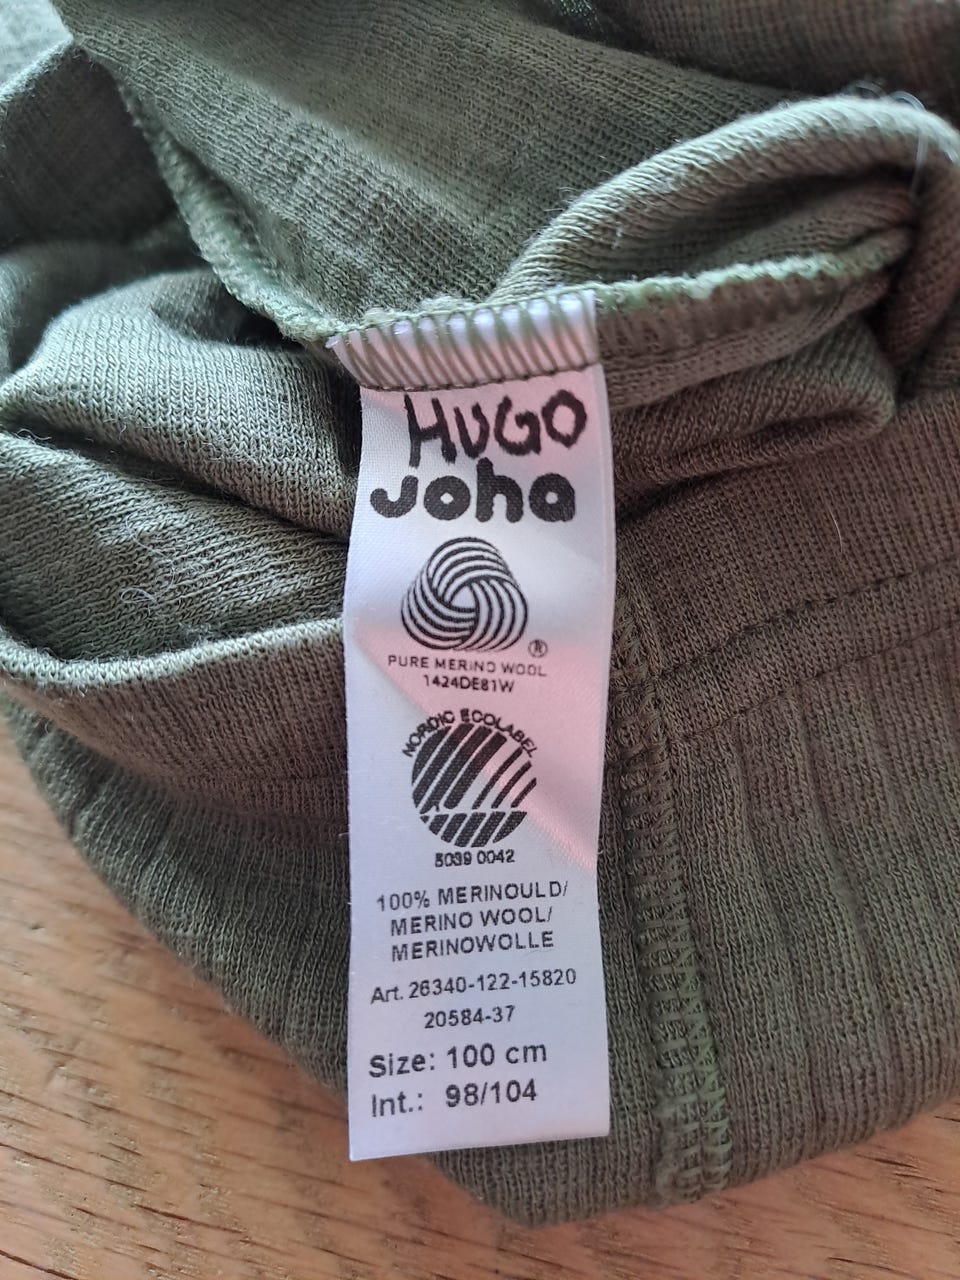 HUGO
Joha
®
PURE MERINO WOOL
1424DE81W
NORDIC ECOLABEL
5039 0042
100% MERINOULD/
MERINO WOOL/
MERINOWOLLE
Art. 26340-122-15820
20584-37
Size: 100 cm
Int.: 98/104